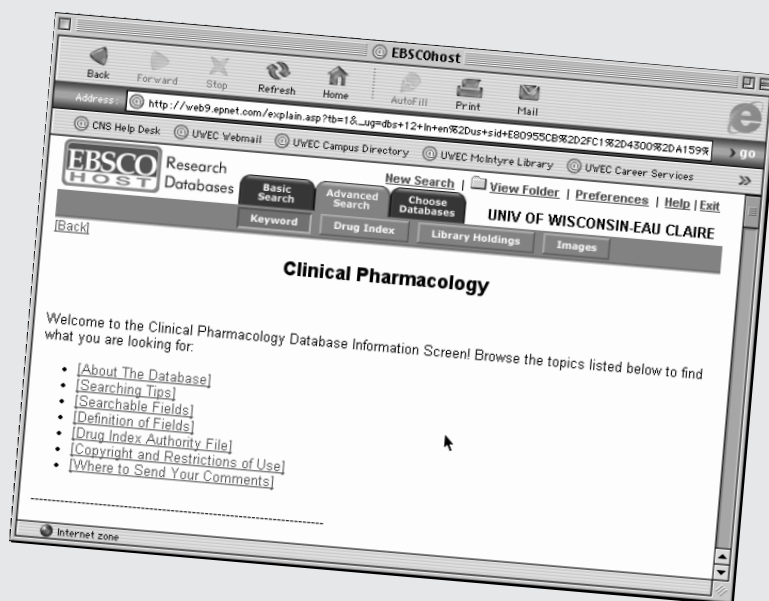 @ EBSCOhost
Back Forward Stop Refresh Home AutoFill Print Mail
Address: @ http://web9.epnet.com/explain.asp?tb=1&_ug=dbs+12+ln+en%2Dus+sid+E80955CB%2D2FC1%2D4300%2DA159% > go
@ CNS Help Desk @ UWEC Webmail @ UWEC Campus Directory @ UWEC McIntyre Library @ UWEC Career Services »
EBSCO HOST Research Databases
New Search | View Folder | Preferences | Help | Exit
Basic Search Advanced Search Choose Databases
UNIV OF WISCONSIN-EAU CLAIRE
Keyword Drug Index Library Holdings Images
[Back]
Clinical Pharmacology
Welcome to the Clinical Pharmacology Database Information Screen! Browse the topics listed below to find
what you are looking for:
• [About The Database]
• [Searching Tips]
• [Searchable Fields]
• [Definition of Fields]
• [Drug Index Authority File]
• [Copyright and Restrictions of Use]
• [Where to Send Your Comments]
Internet zone